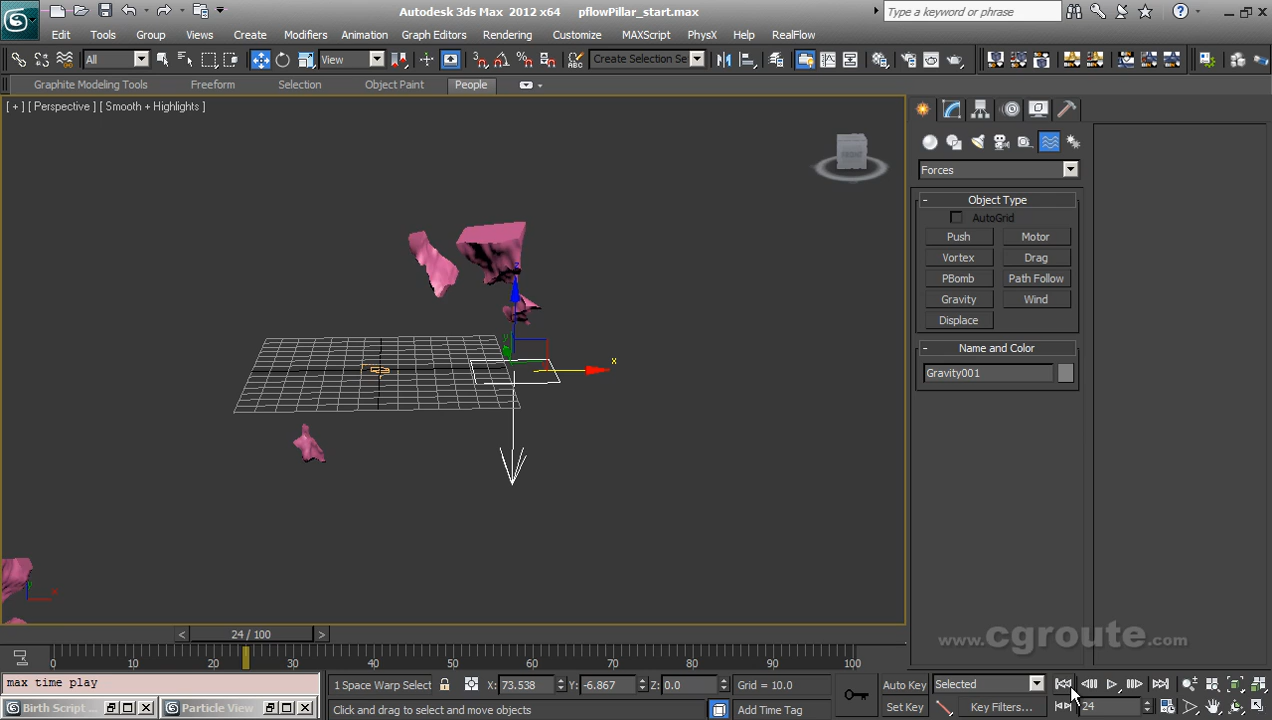 Autodesk 3ds Max 2012 x64 pflowPillar_start.max
Type a keyword or phrase
Edit Tools Group Views Create Modifiers Animation Graph Editors Rendering Customize MAXScript PhysX Help RealFlow
All View Create Selection Se
Graphite Modeling Tools Freeform Selection Object Paint People
[ + ] [ Perspective ] [ Smooth + Highlights ]
FRONT
Forces
- Object Type
AutoGrid
Push Motor
Vortex Drag
PBomb Path Follow
Gravity Wind
Displace
- Name and Color
Gravity001
z
y
x
www.cgroute.com
< 24 / 100 >
0 10 20 30 40 50 60 70 80 90 100
max time play
1 Space Warp Select X: 73.538 Y: -6.867 Z: 0.0 Grid = 10.0 Auto Key Selected
Birth Script ... Particle View Click and drag to select and move objects Add Time Tag Set Key Key Filters... 24